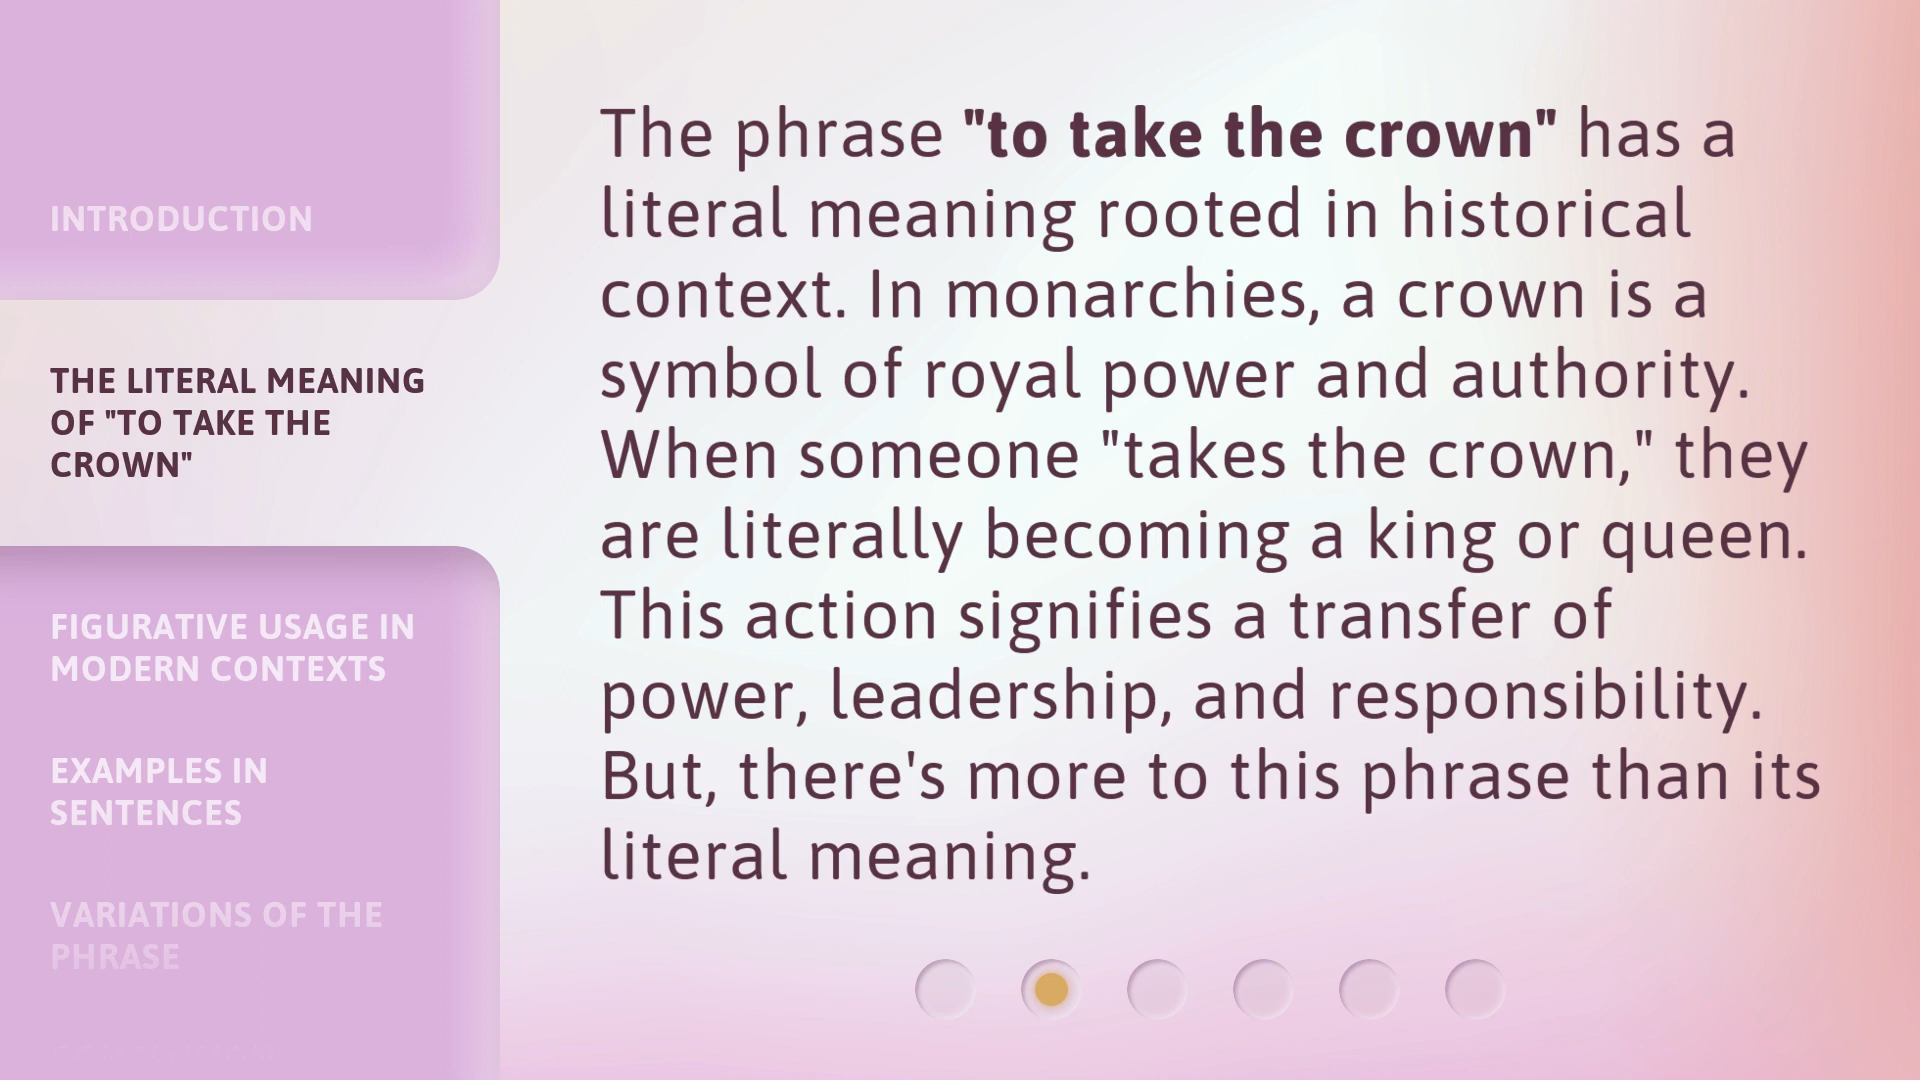 INTRODUCTION
THE LITERAL MEANING
OF "TO TAKE THE
CROWN"
FIGURATIVE USAGE IN
MODERN CONTEXTS
EXAMPLES IN
SENTENCES
VARIATIONS OF THE
PHRASE
The phrase "to take the crown" has a
literal meaning rooted in historical
context. In monarchies, a crown is a
symbol of royal power and authority.
When someone "takes the crown," they
are literally becoming a king or queen.
This action signifies a transfer of
power, leadership, and responsibility.
But, there's more to this phrase than its
literal meaning.